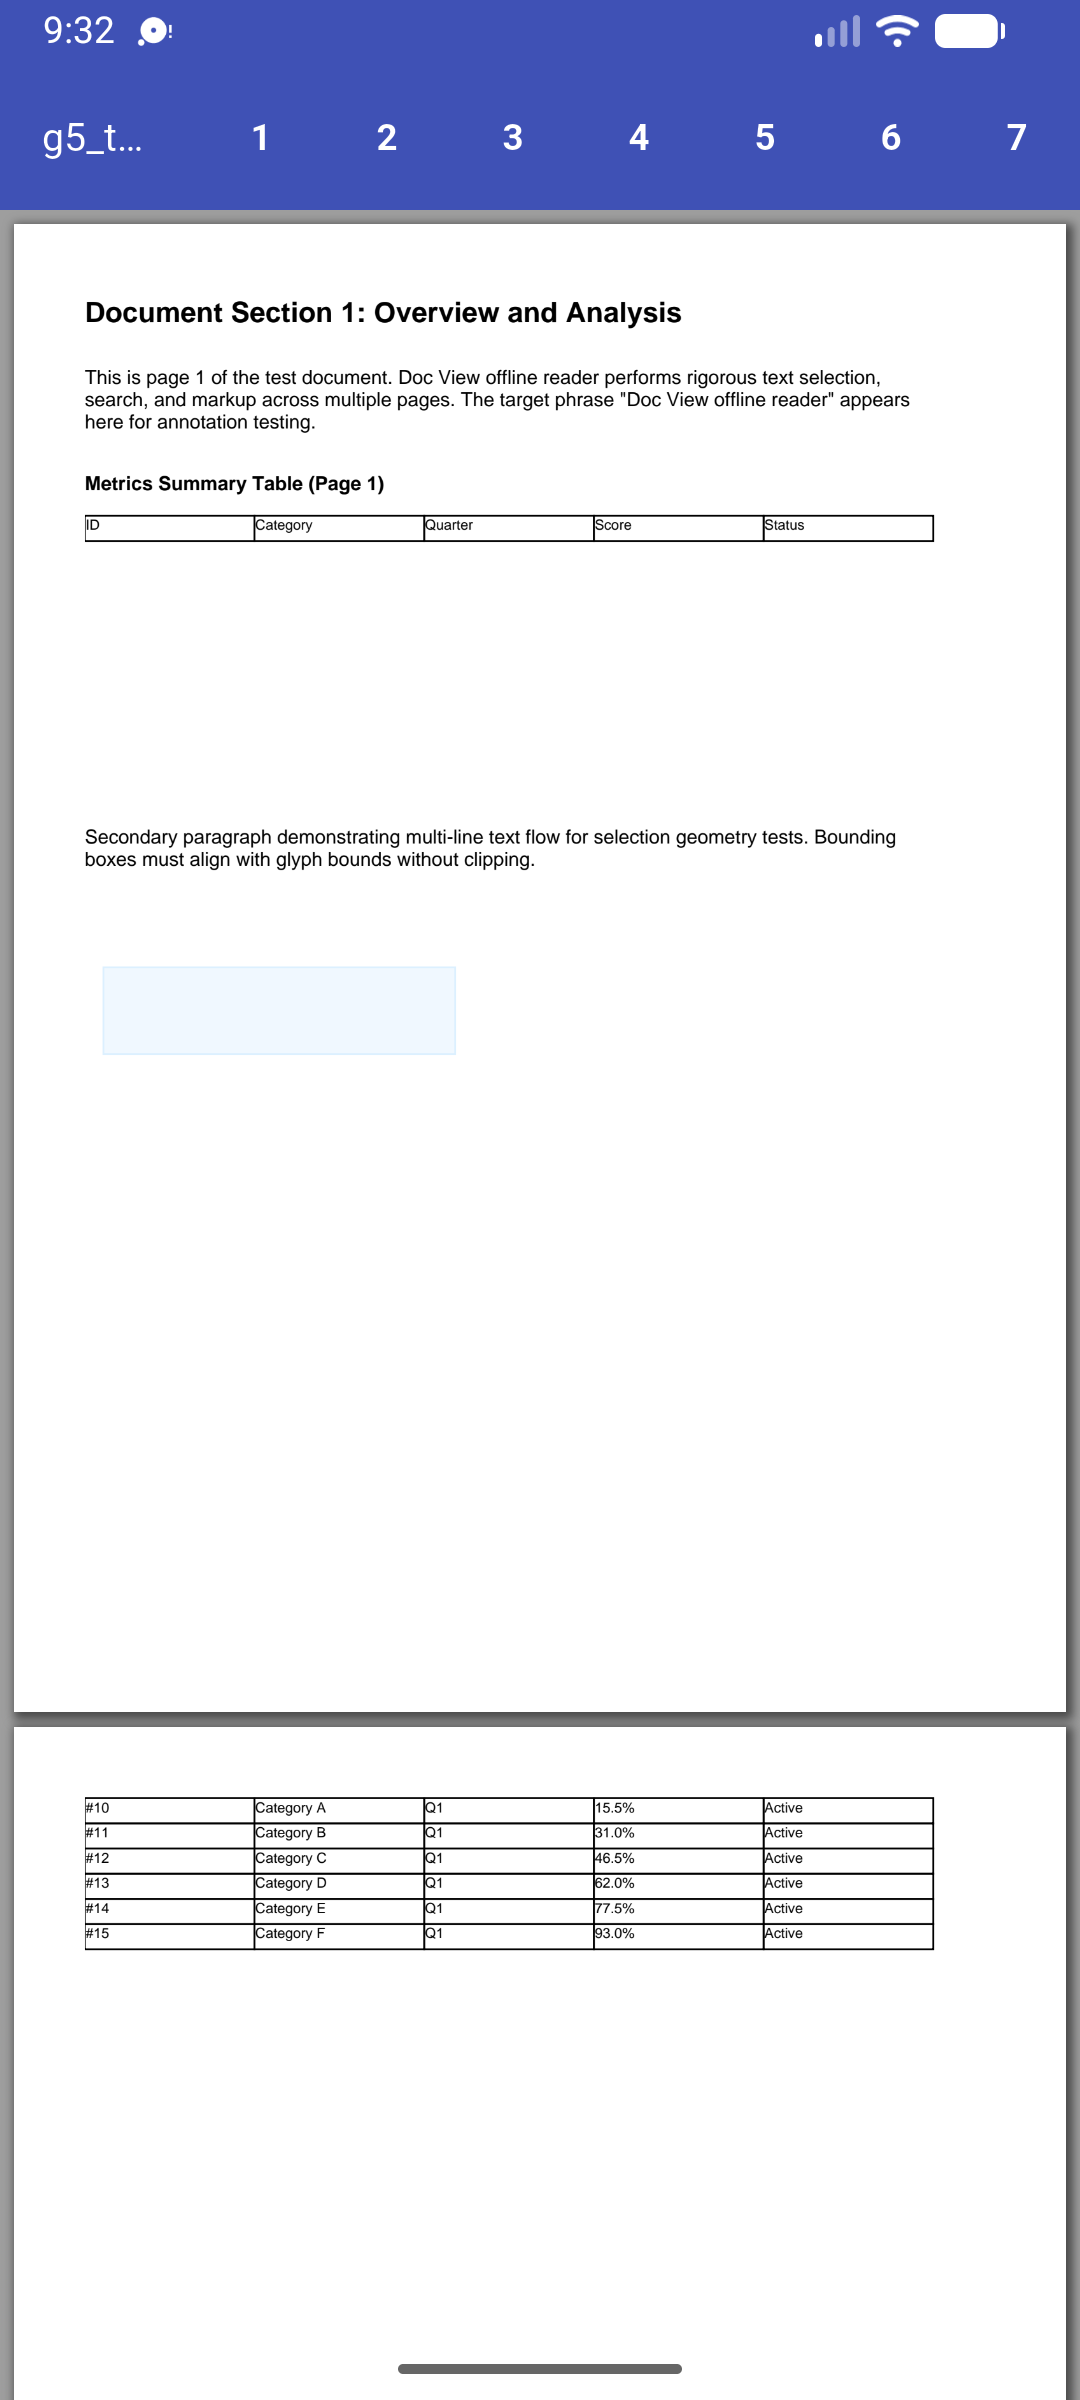 9:32
g5_t... 1 2 3 4 5 6 7
Document Section 1: Overview and Analysis
This is page 1 of the test document. Doc View offline reader performs rigorous text selection,
search, and markup across multiple pages. The target phrase "Doc View offline reader" appears
here for annotation testing.
Metrics Summary Table (Page 1)
ID Category Quarter Score Status
Secondary paragraph demonstrating multi-line text flow for selection geometry tests. Bounding
boxes must align with glyph bounds without clipping.
#10 Category A Q1 15.5% Active
#11 Category B Q1 31.0% Active
#12 Category C Q1 46.5% Active
#13 Category D Q1 62.0% Active
#14 Category E Q1 77.5% Active
#15 Category F Q1 93.0% Active